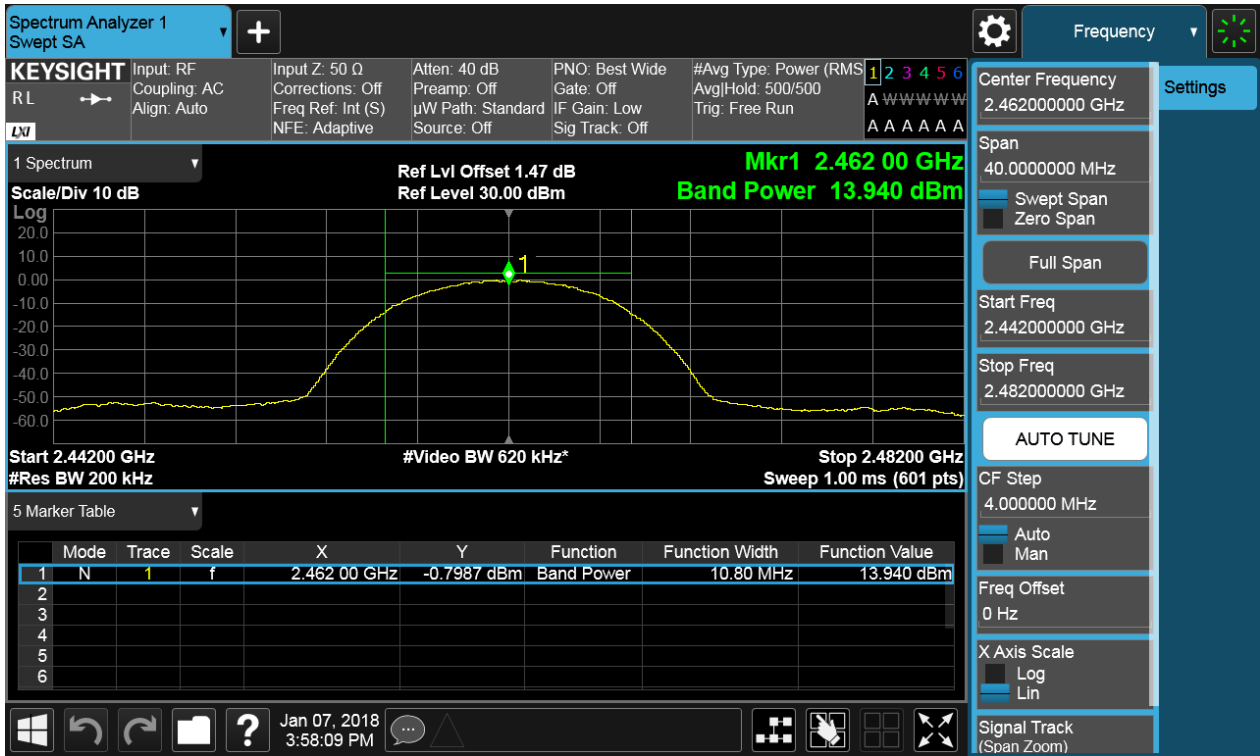 Spectrum Analyzer 1
Swept SA
+
Frequency
KEYSIGHT
R L
LXI
Input: RF
Coupling: AC
Align: Auto
Input Z: 50 Ω
Corrections: Off
Freq Ref: Int (S)
NFE: Adaptive
Atten: 40 dB
Preamp: Off
µW Path: Standard
Source: Off
PNO: Best Wide
Gate: Off
IF Gain: Low
Sig Track: Off
#Avg Type: Power (RMS
Avg|Hold: 500/500
Trig: Free Run
1 2 3 4 5 6
A W W W W W
A A A A A A
1 Spectrum
Scale/Div 10 dB
Ref Lvl Offset 1.47 dB
Ref Level 30.00 dBm
Mkr1 2.462 00 GHz
Band Power 13.940 dBm
Log
20.0
10.0
0.00
-10.0
-20.0
-30.0
-40.0
-50.0
-60.0
1
Start 2.44200 GHz
#Res BW 200 kHz
#Video BW 620 kHz*
Stop 2.48200 GHz
Sweep 1.00 ms (601 pts)
5 Marker Table
Mode Trace Scale X Y Function Function Width Function Value
1 N 1 f 2.462 00 GHz -0.7987 dBm Band Power 10.80 MHz 13.940 dBm
2
3
4
5
6
Center Frequency
2.462000000 GHz
Span
40.0000000 MHz
Swept Span
Zero Span
Full Span
Start Freq
2.442000000 GHz
Stop Freq
2.482000000 GHz
AUTO TUNE
CF Step
4.000000 MHz
Auto
Man
Freq Offset
0 Hz
X Axis Scale
Log
Lin
Signal Track
(Span Zoom)
Settings
?
Jan 07, 2018
3:58:09 PM